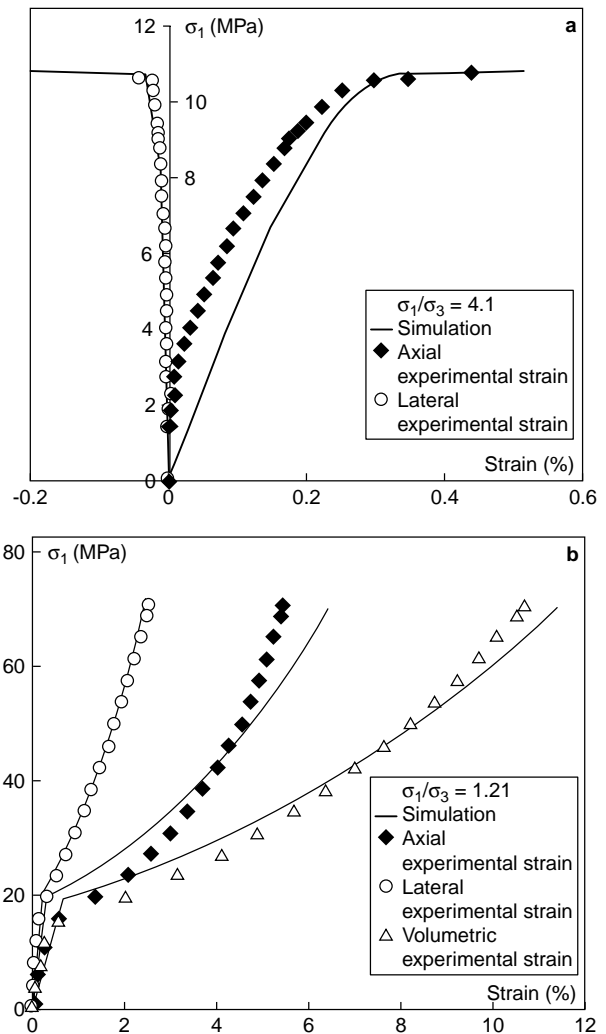 12
σ1 (MPa)
a
10
8
6
4
2
0
σ1/σ3 = 4.1
Simulation
Axial
experimental strain
Lateral
experimental strain
Strain (%)
-0.2
0
0.2
0.4
0.6
80
σ1 (MPa)
b
60
40
20
0
σ1/σ3 = 1.21
Simulation
Axial
experimental strain
Lateral
experimental strain
Volumetric
experimental strain
Strain (%)
0
2
4
6
8
10
12